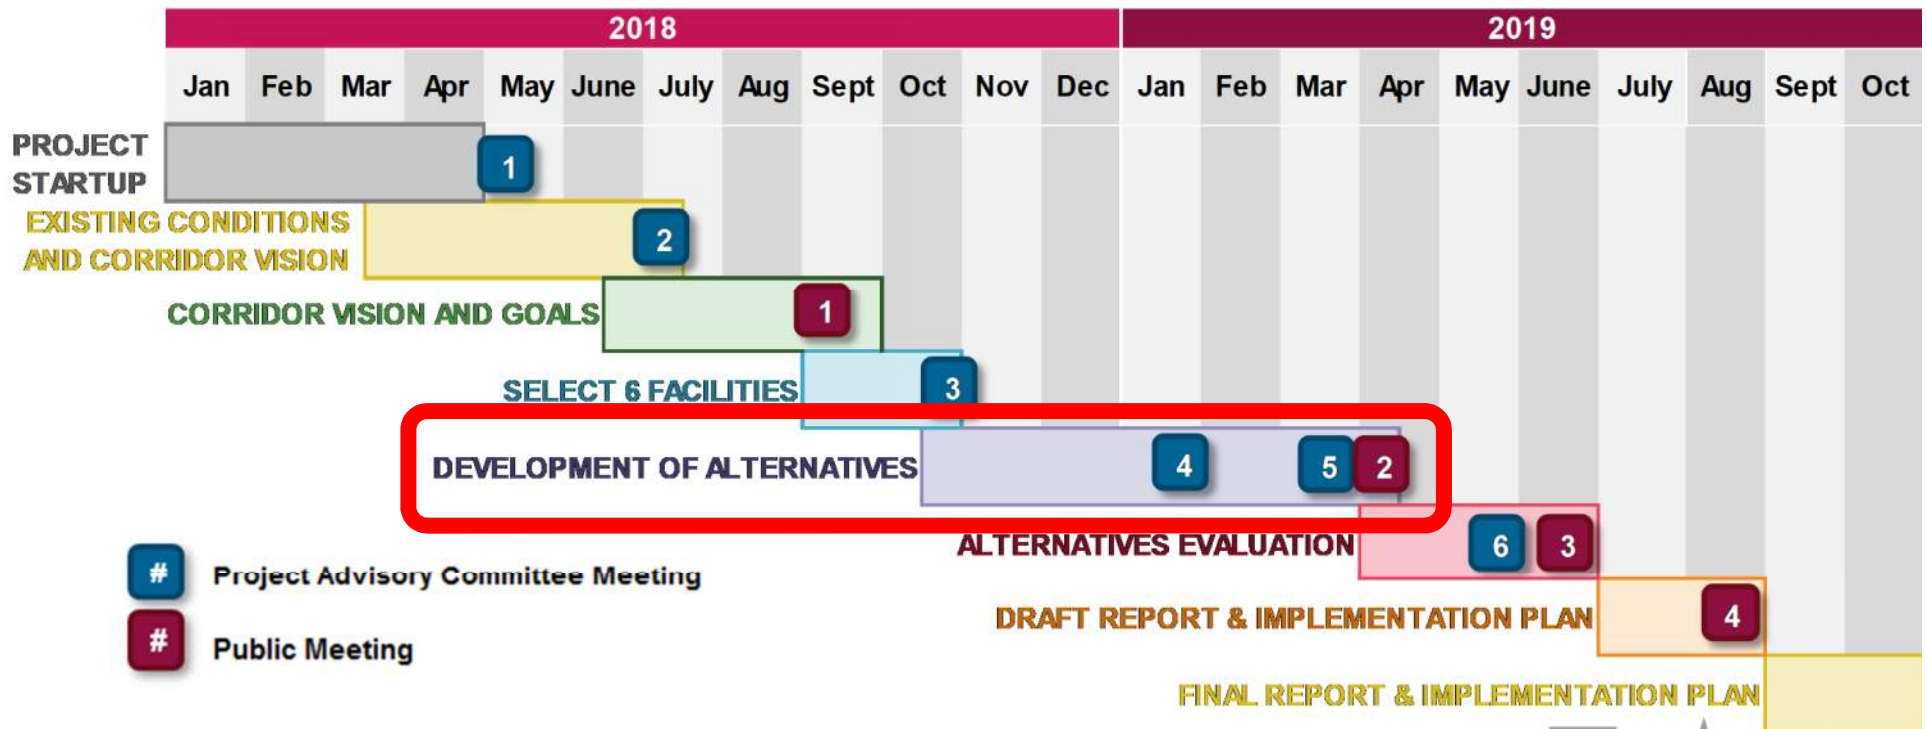 2018 2019
Jan Feb Mar Apr May June July Aug Sept Oct Nov Dec Jan Feb Mar Apr May June July Aug Sept Oct
PROJECT
STARTUP
1
EXISTING CONDITIONS
AND CORRIDOR VISION
2
CORRIDOR VISION AND GOALS
1
SELECT 6 FACILITIES
3
DEVELOPMENT OF ALTERNATIVES
4 5 2
ALTERNATIVES EVALUATION
6 3
# Project Advisory Committee Meeting
DRAFT REPORT & IMPLEMENTATION PLAN
4
# Public Meeting
FINAL REPORT & IMPLEMENTATION PLAN